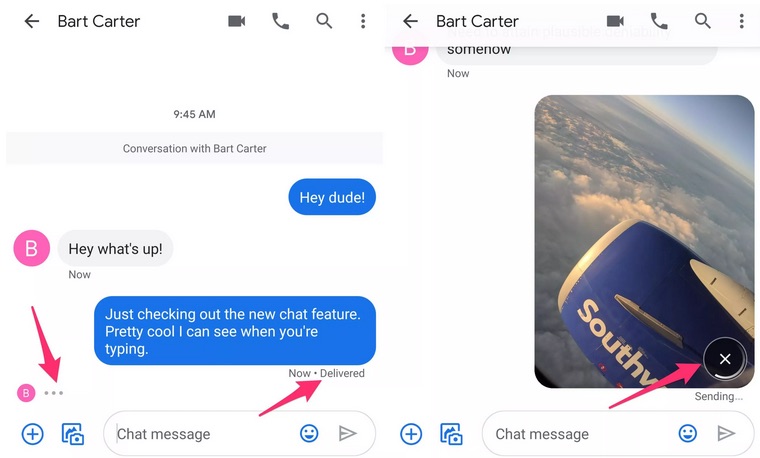 Bart Carter
9:45 AM
Conversation with Bart Carter
Hey dude!
B
Hey what's up!
Now
Just checking out the new chat feature.
Pretty cool I can see when you're
typing.
Now • Delivered
B
Chat message
Bart Carter
B
somehow
Now
Southw
Sending...
Chat message